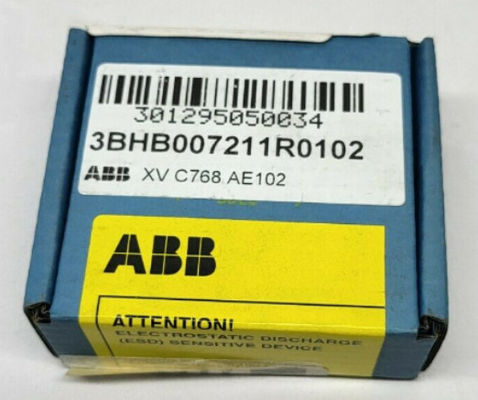 301295050034
3BHB007211R0102
ABB XV C768 AE102
ABB
ATTENTION!
ELECTROSTATIC DISCHARGE
(ESD) SENSITIVE DEVICE